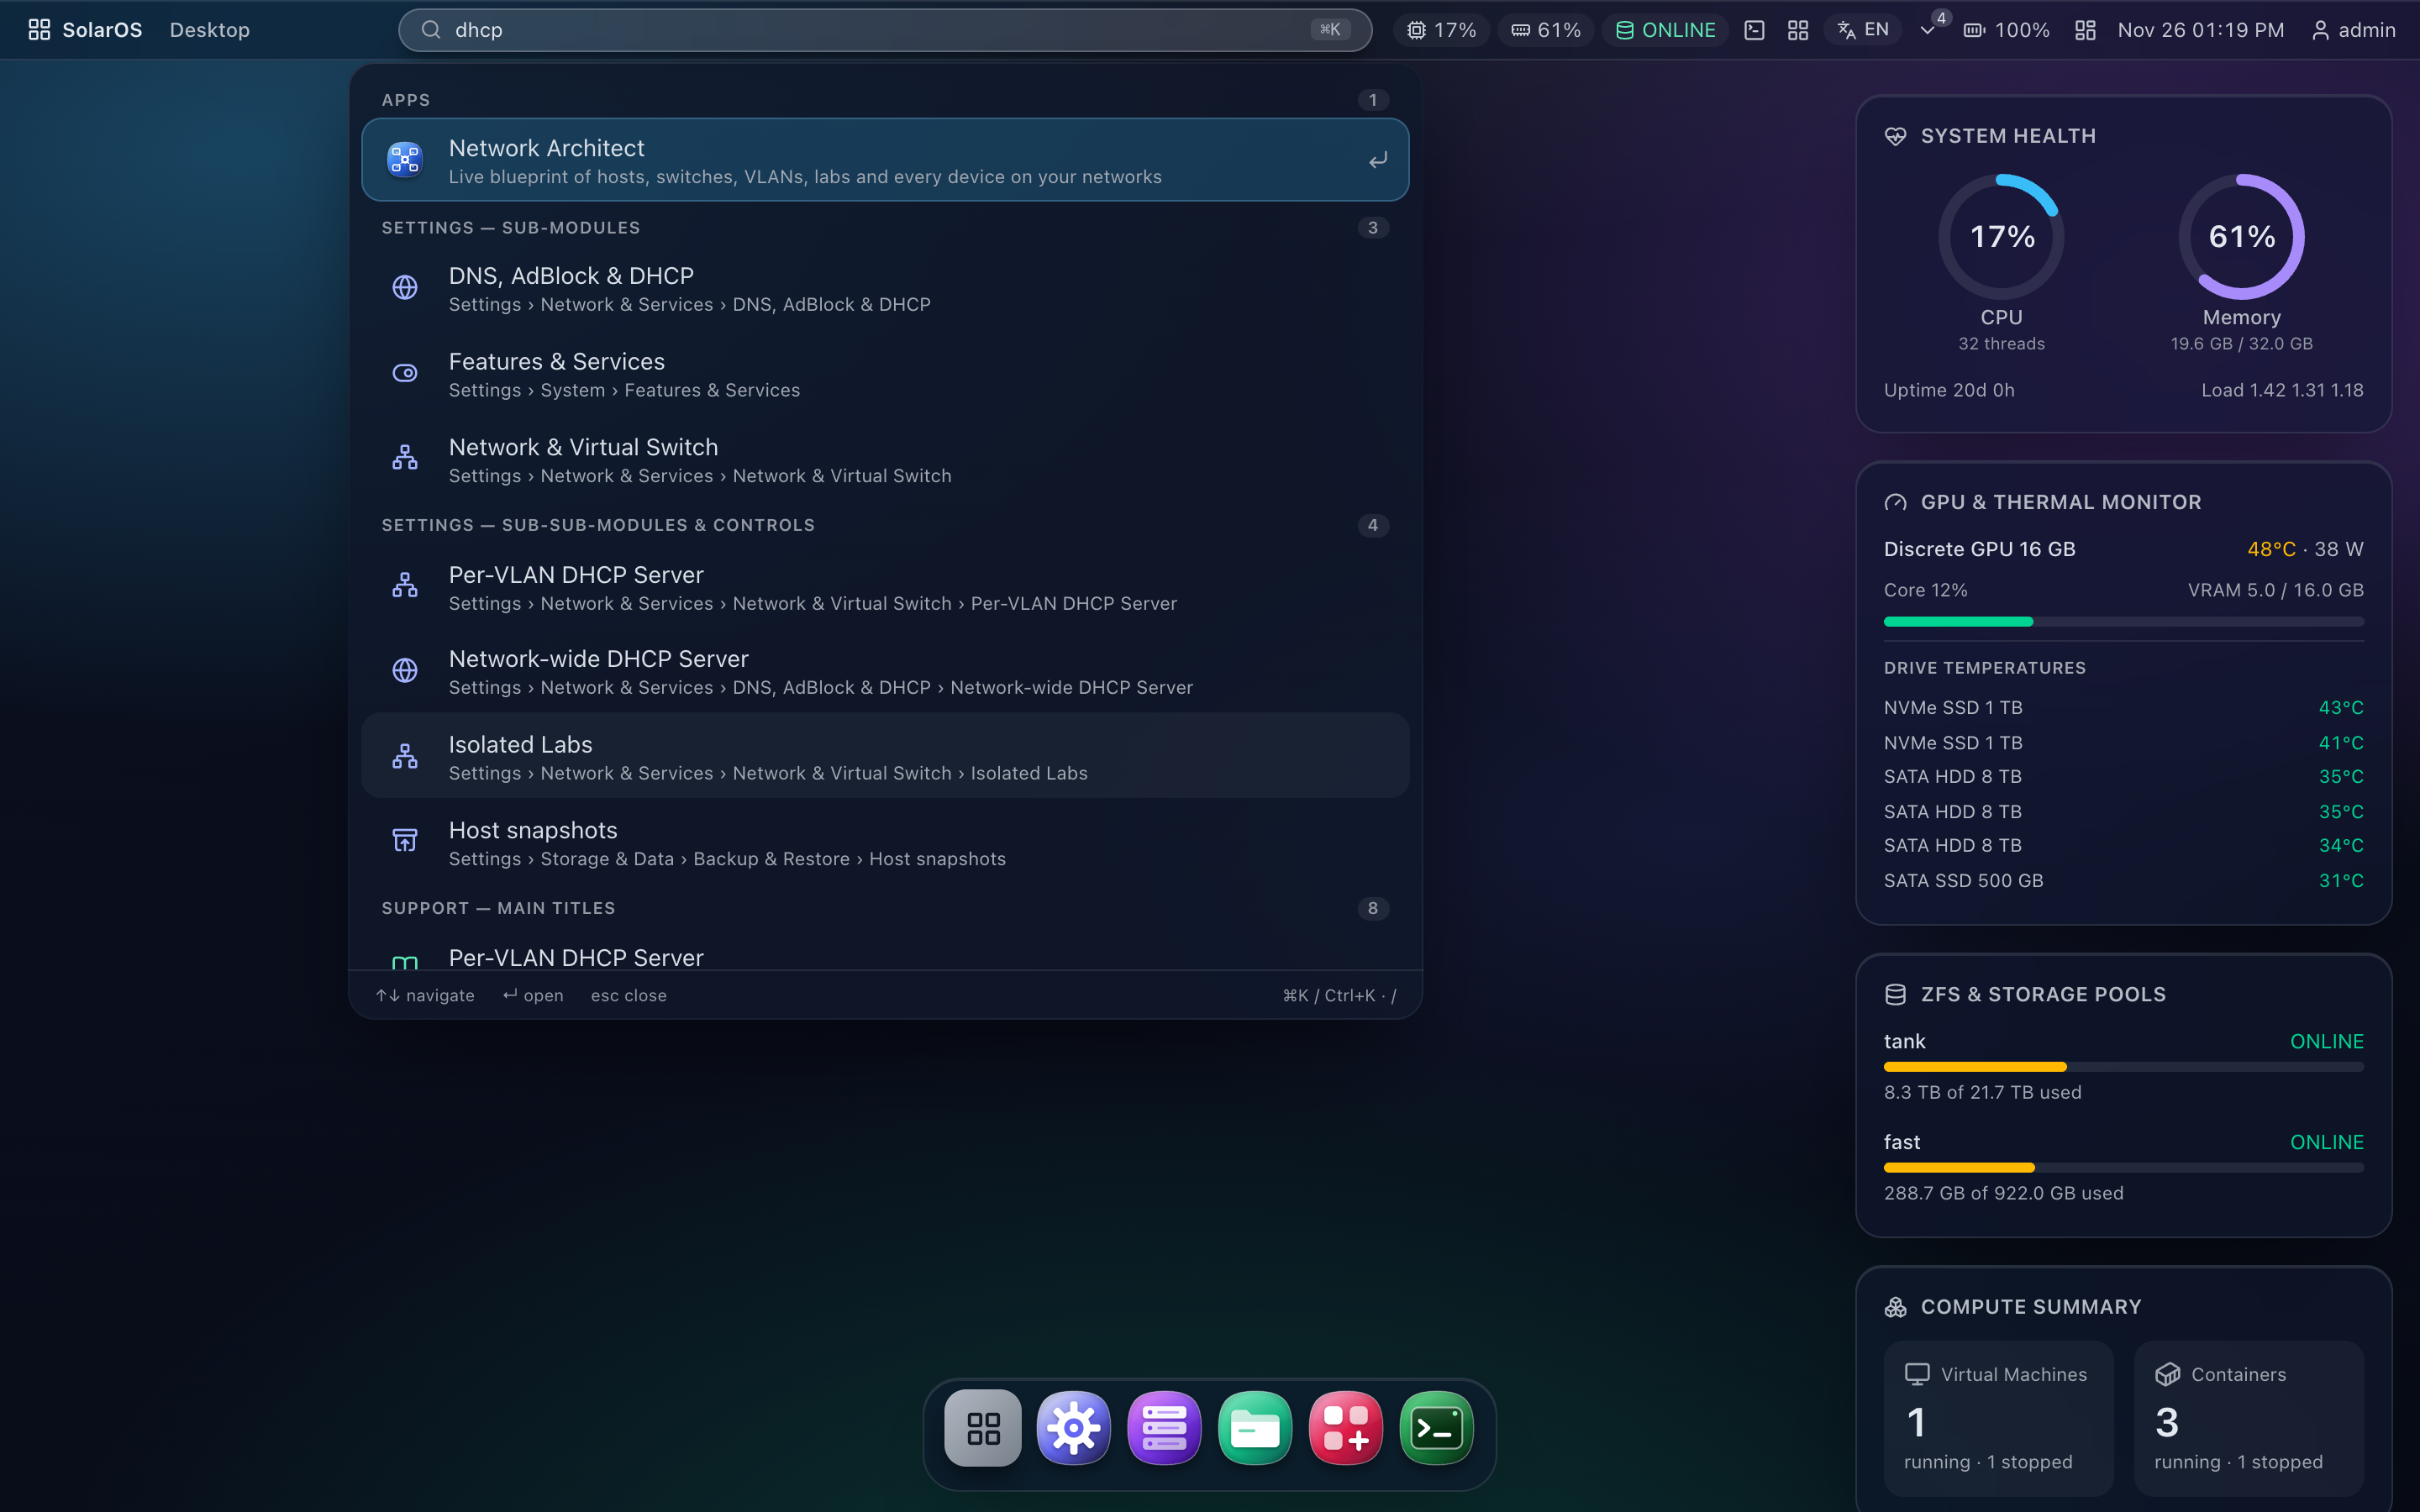 SolarOS Desktop dhcp ⌘K 17% 61% ONLINE EN 4 100% Nov 26 01:19 PM admin
APPS 1
Network Architect
Live blueprint of hosts, switches, VLANs, labs and every device on your networks
SETTINGS — SUB-MODULES 3
DNS, AdBlock & DHCP
Settings › Network & Services › DNS, AdBlock & DHCP
Features & Services
Settings › System › Features & Services
Network & Virtual Switch
Settings › Network & Services › Network & Virtual Switch
SETTINGS — SUB-SUB-MODULES & CONTROLS 4
Per-VLAN DHCP Server
Settings › Network & Services › Network & Virtual Switch › Per-VLAN DHCP Server
Network-wide DHCP Server
Settings › Network & Services › DNS, AdBlock & DHCP › Network-wide DHCP Server
Isolated Labs
Settings › Network & Services › Network & Virtual Switch › Isolated Labs
Host snapshots
Settings › Storage & Data › Backup & Restore › Host snapshots
SUPPORT — MAIN TITLES 8
Per-VLAN DHCP Server
↑↓ navigate ↵ open esc close ⌘K / Ctrl+K · /
SYSTEM HEALTH
17% 61%
CPU Memory
32 threads 19.6 GB / 32.0 GB
Uptime 20d 0h Load 1.42 1.31 1.18
GPU & THERMAL MONITOR
Discrete GPU 16 GB 48°C · 38 W
Core 12% VRAM 5.0 / 16.0 GB
DRIVE TEMPERATURES
NVMe SSD 1 TB 43°C
NVMe SSD 1 TB 41°C
SATA HDD 8 TB 35°C
SATA HDD 8 TB 35°C
SATA HDD 8 TB 34°C
SATA SSD 500 GB 31°C
ZFS & STORAGE POOLS
tank ONLINE
8.3 TB of 21.7 TB used
fast ONLINE
288.7 GB of 922.0 GB used
COMPUTE SUMMARY
Virtual Machines Containers
1 3
running · 1 stopped running · 1 stopped